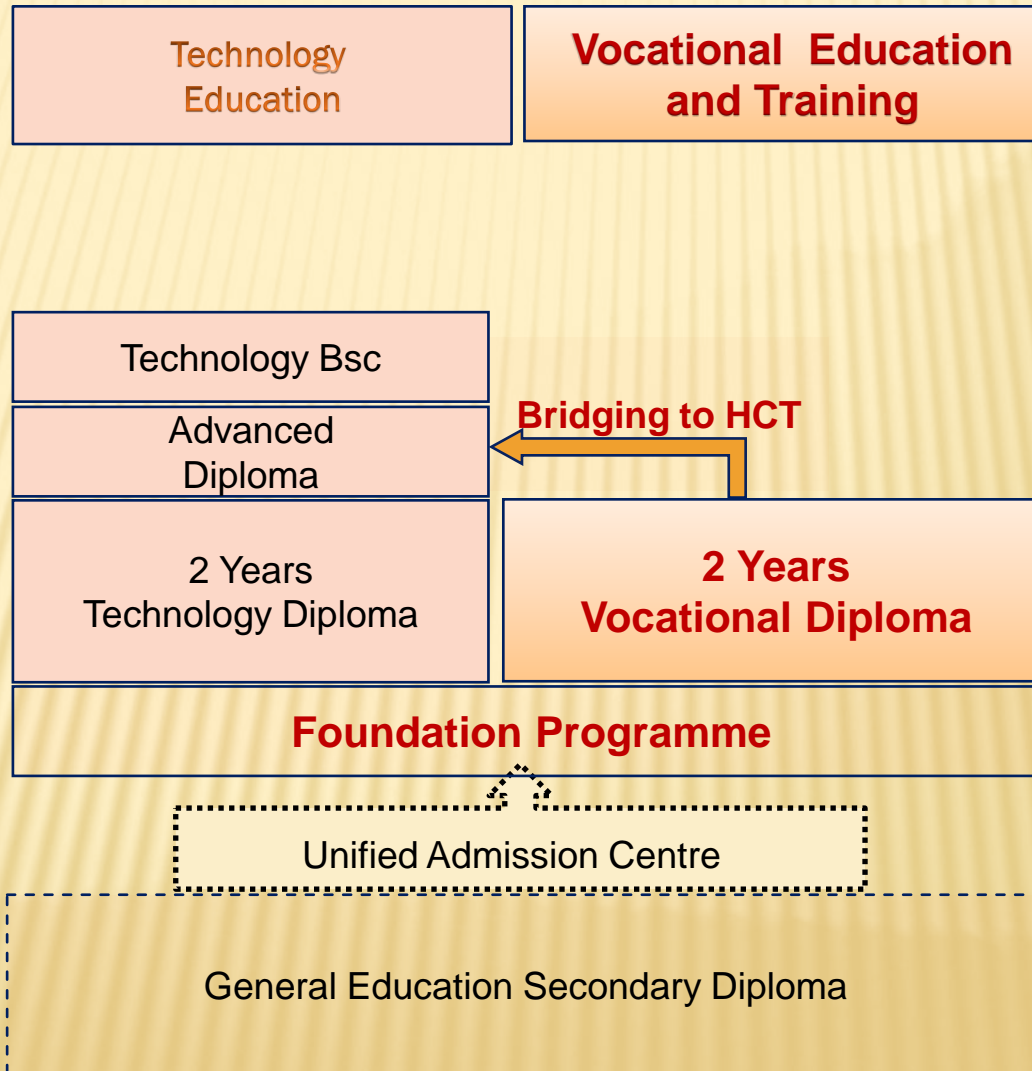 Technology
Education
Vocational Education
and Training
Technology Bsc
Advanced
Diploma
Bridging to HCT
2 Years
Technology Diploma
2 Years
Vocational Diploma
Foundation Programme
Unified Admission Centre
General Education Secondary Diploma